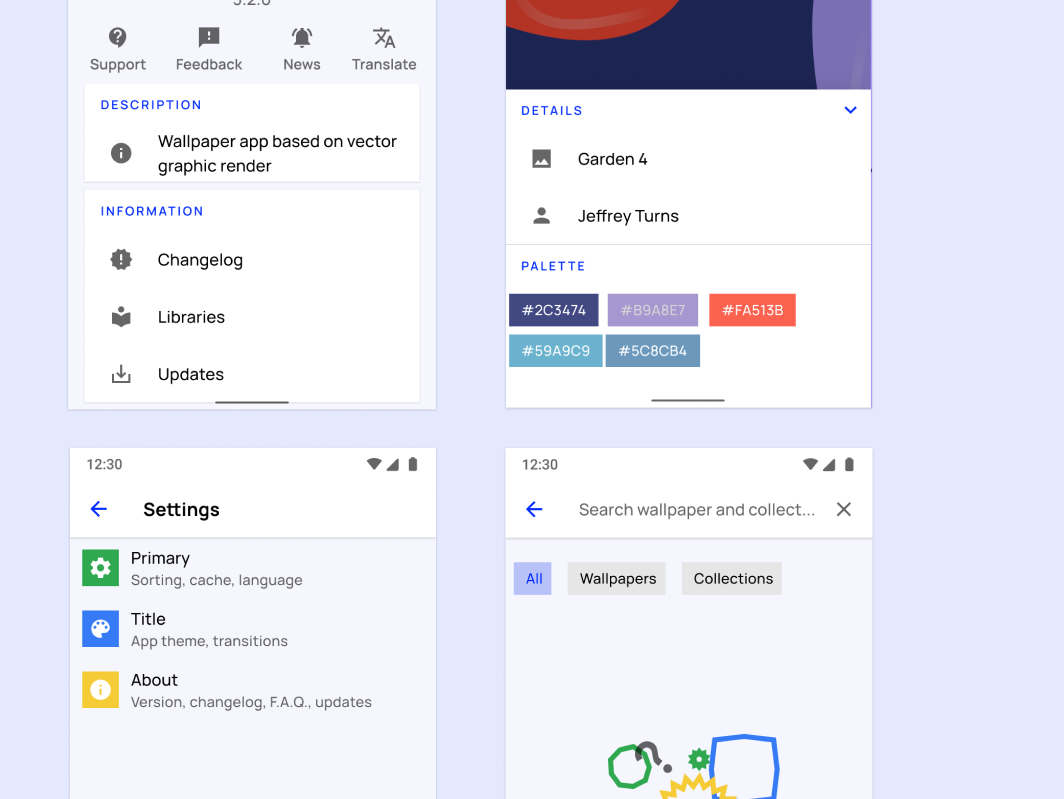 Support Feedback News Translate
DESCRIPTION
Wallpaper app based on vector
graphic render
INFORMATION
Changelog
Libraries
Updates
DETAILS
Garden 4
Jeffrey Turns
PALETTE
#2C3474 #B9A8E7 #FA513B
#59A9C9 #5C8CB4
12:30
Settings
Primary
Sorting, cache, language
Title
App theme, transitions
About
Version, changelog, F.A.Q., updates
12:30
Search wallpaper and collect...
All Wallpapers Collections